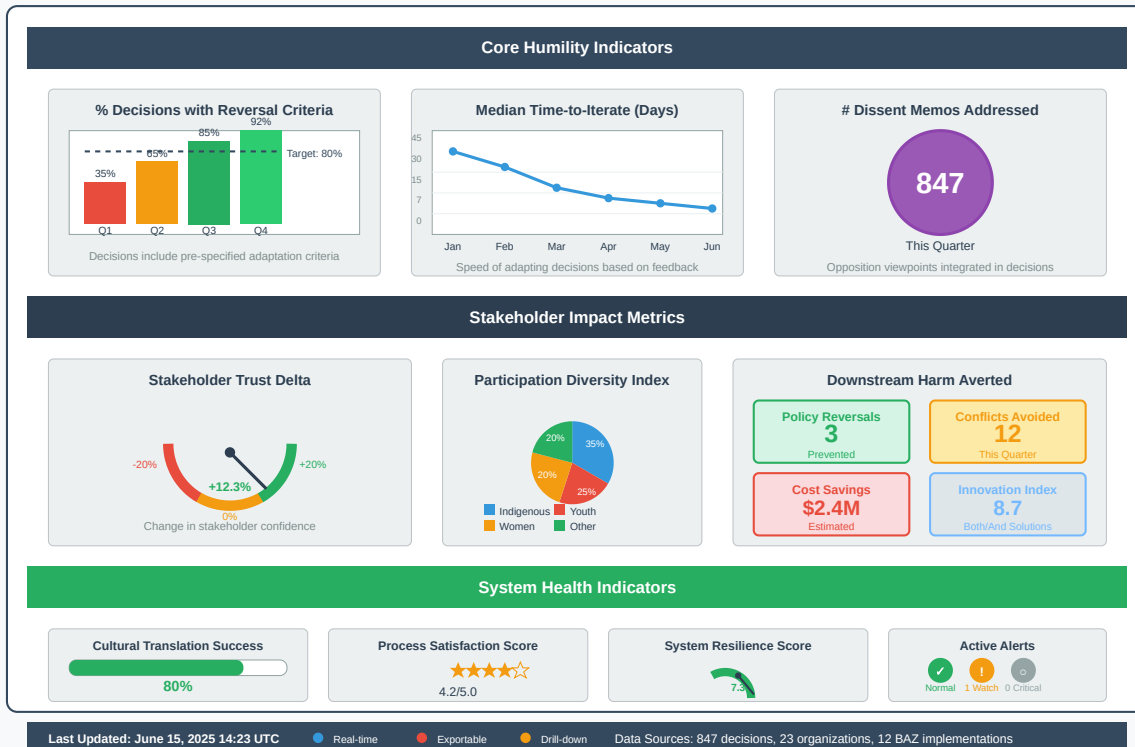 Core Humility Indicators
% Decisions with Reversal Criteria
92%
85%
65%
35%
Target: 80%
Q1 Q2 Q3 Q4
Decisions include pre-specified adaptation criteria
Median Time-to-Iterate (Days)
45
30
15
7
0
Jan Feb Mar Apr May Jun
Speed of adapting decisions based on feedback
# Dissent Memos Addressed
847
This Quarter
Opposition viewpoints integrated in decisions
Stakeholder Impact Metrics
Stakeholder Trust Delta
-20%
+20%
+12.3%
0%
Change in stakeholder confidence
Participation Diversity Index
20% 35%
20% 25%
Indigenous Youth
Women Other
Downstream Harm Averted
Policy Reversals
3
Prevented
Conflicts Avoided
12
This Quarter
Cost Savings
$2.4M
Estimated
Innovation Index
8.7
Both/And Solutions
System Health Indicators
Cultural Translation Success
80%
Process Satisfaction Score
4.2/5.0
System Resilience Score
Active Alerts
✓ ! ○
Normal 1 Watch 0 Critical
Last Updated: June 15, 2025 14:23 UTC Real-time Exportable Drill-down Data Sources: 847 decisions, 23 organizations, 12 BAZ implementations